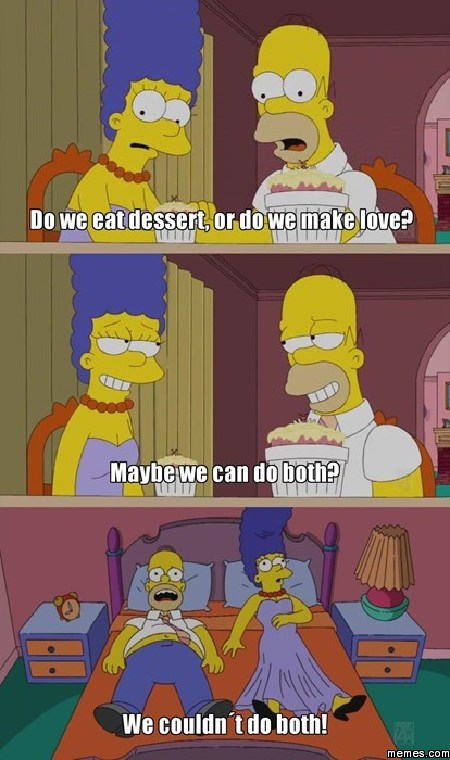 Do we eat dessert, or do we make love?
Maybe we can do both?
We couldn´t do both!
FOX
memes.com